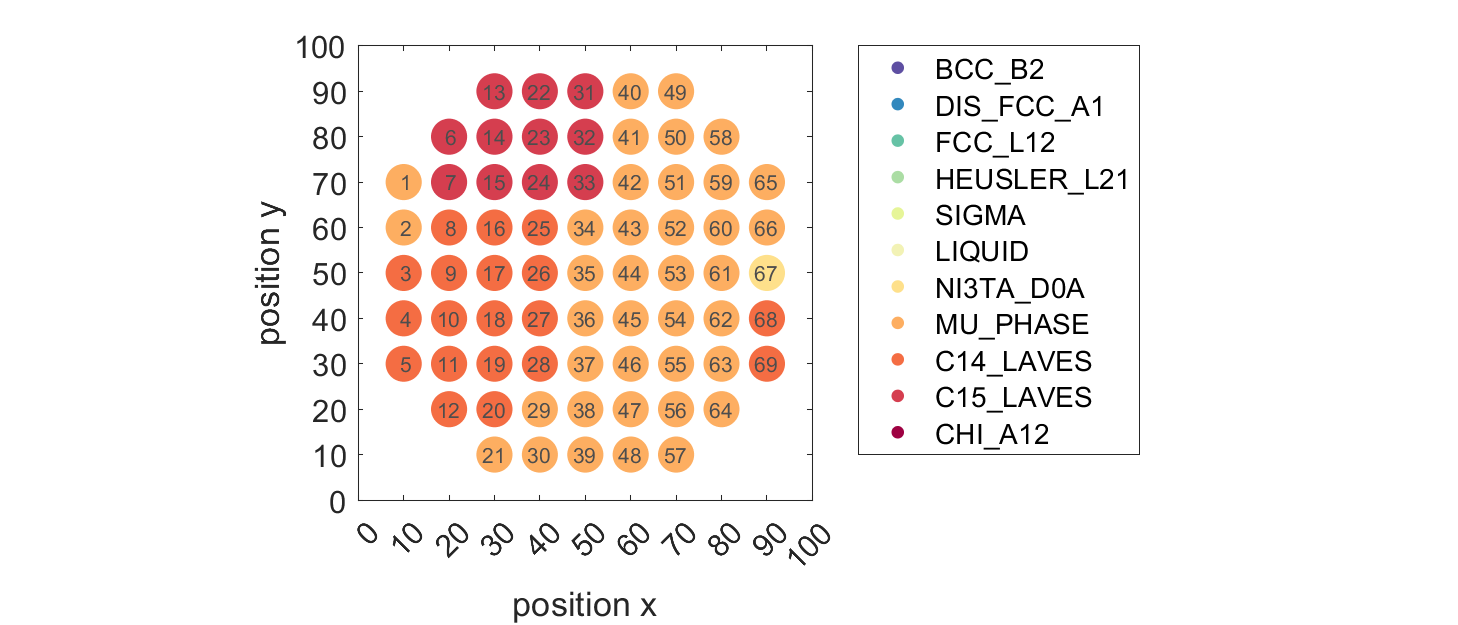 100
90
80
70
60
50
40
30
20
10
0
position y
13 22 31 40 49
6 14 23 32 41 50 58
1 7 15 24 33 42 51 59 65
2 8 16 25 34 43 52 60 66
3 9 17 26 35 44 53 61 67
4 10 18 27 36 45 54 62 68
5 11 19 28 37 46 55 63 69
12 20 29 38 47 56 64
21 30 39 48 57
0 10 20 30 40 50 60 70 80 90 100
position x
BCC_B2
DIS_FCC_A1
FCC_L12
HEUSLER_L21
SIGMA
LIQUID
NI3TA_D0A
MU_PHASE
C14_LAVES
C15_LAVES
CHI_A12